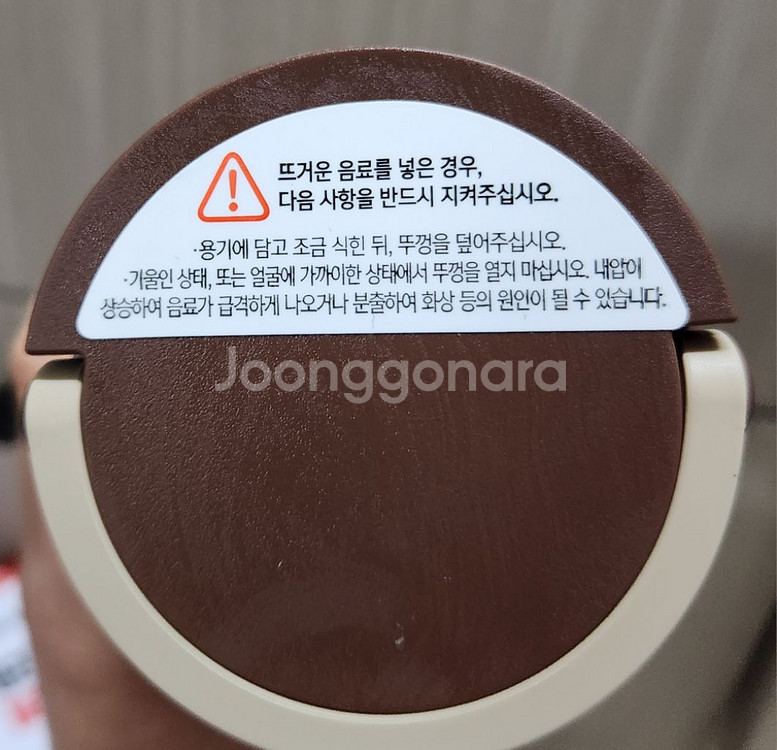 뜨거운 음료를 넣은 경우,
다음 사항을 반드시 지켜주십시오.
·용기에 담고 조금 식힌 뒤, 뚜껑을 덮어주십시오.
·기울인 상태, 또는 얼굴에 가까이한 상태에서 뚜껑을 열지 마십시오. 내압이
상승하여 음료가 급격하게 나오거나 분출하여 화상 등의 원인이 될 수 있습니다.
Joonggonara